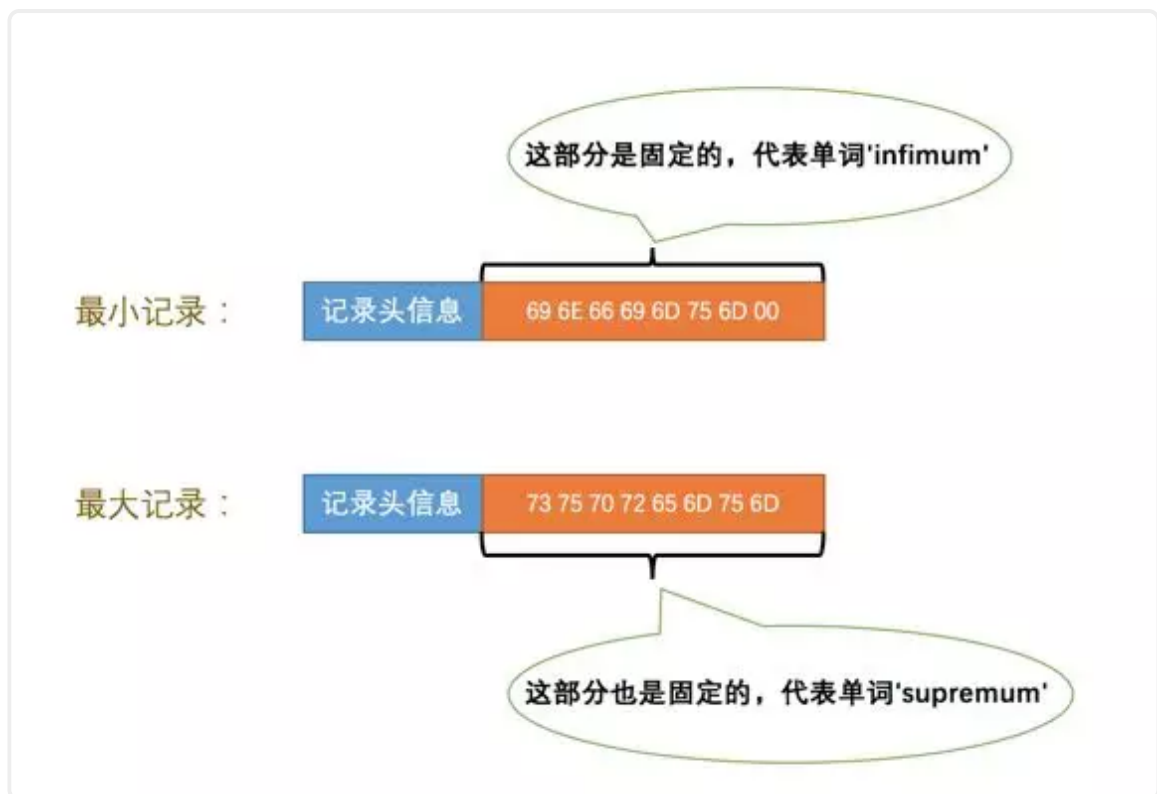 这部分是固定的，代表单词'infimum'
最小记录：
记录头信息
69 6E 66 69 6D 75 6D 00
最大记录：
记录头信息
73 75 70 72 65 6D 75 6D
这部分也是固定的，代表单词'supremum'